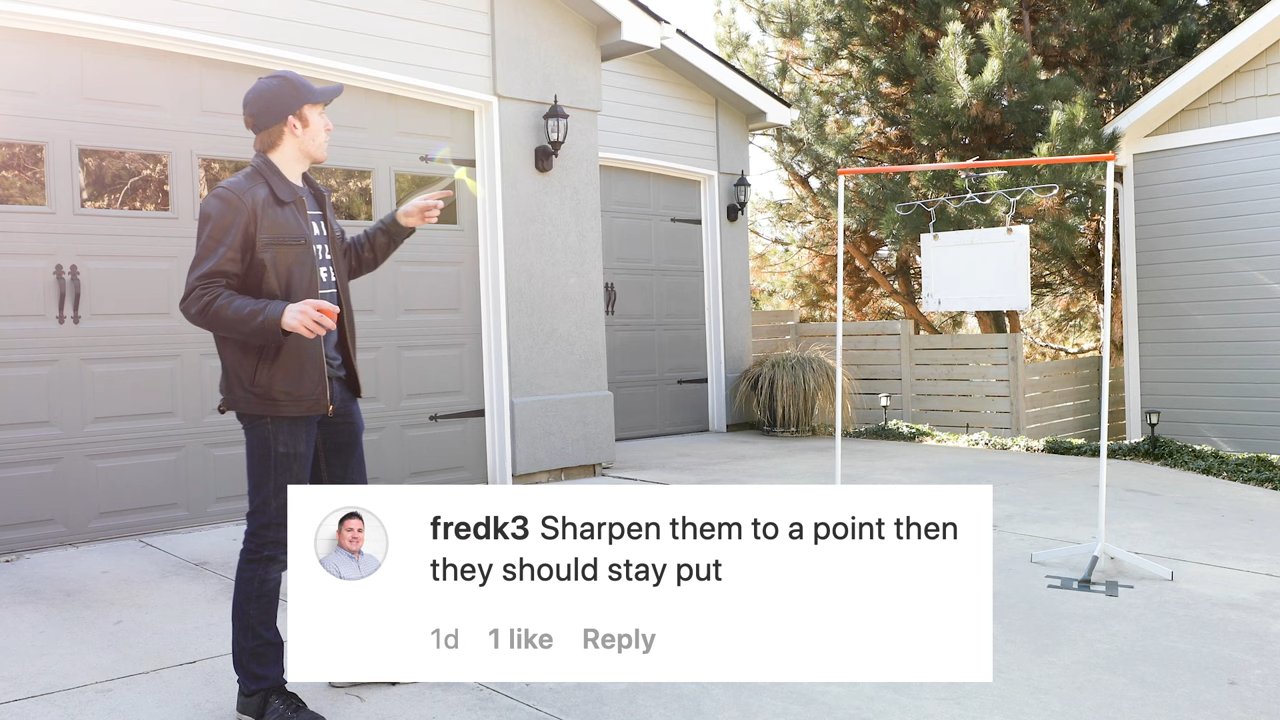 fredk3 Sharpen them to a point then
they should stay put
1d 1 like Reply